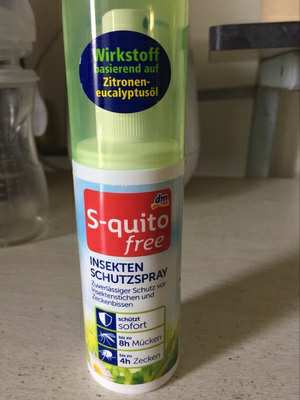 Wirkstoff
basierend auf
Zitronen-
eucalyptusöl
dm
S-quito
free
INSEKTEN
SCHUTZSPRAY
Zuverlässiger Schutz vor
Insektenstichen und
Zeckenbissen
schützt
sofort
bis zu
8h Mücken
bis zu
4h Zecken